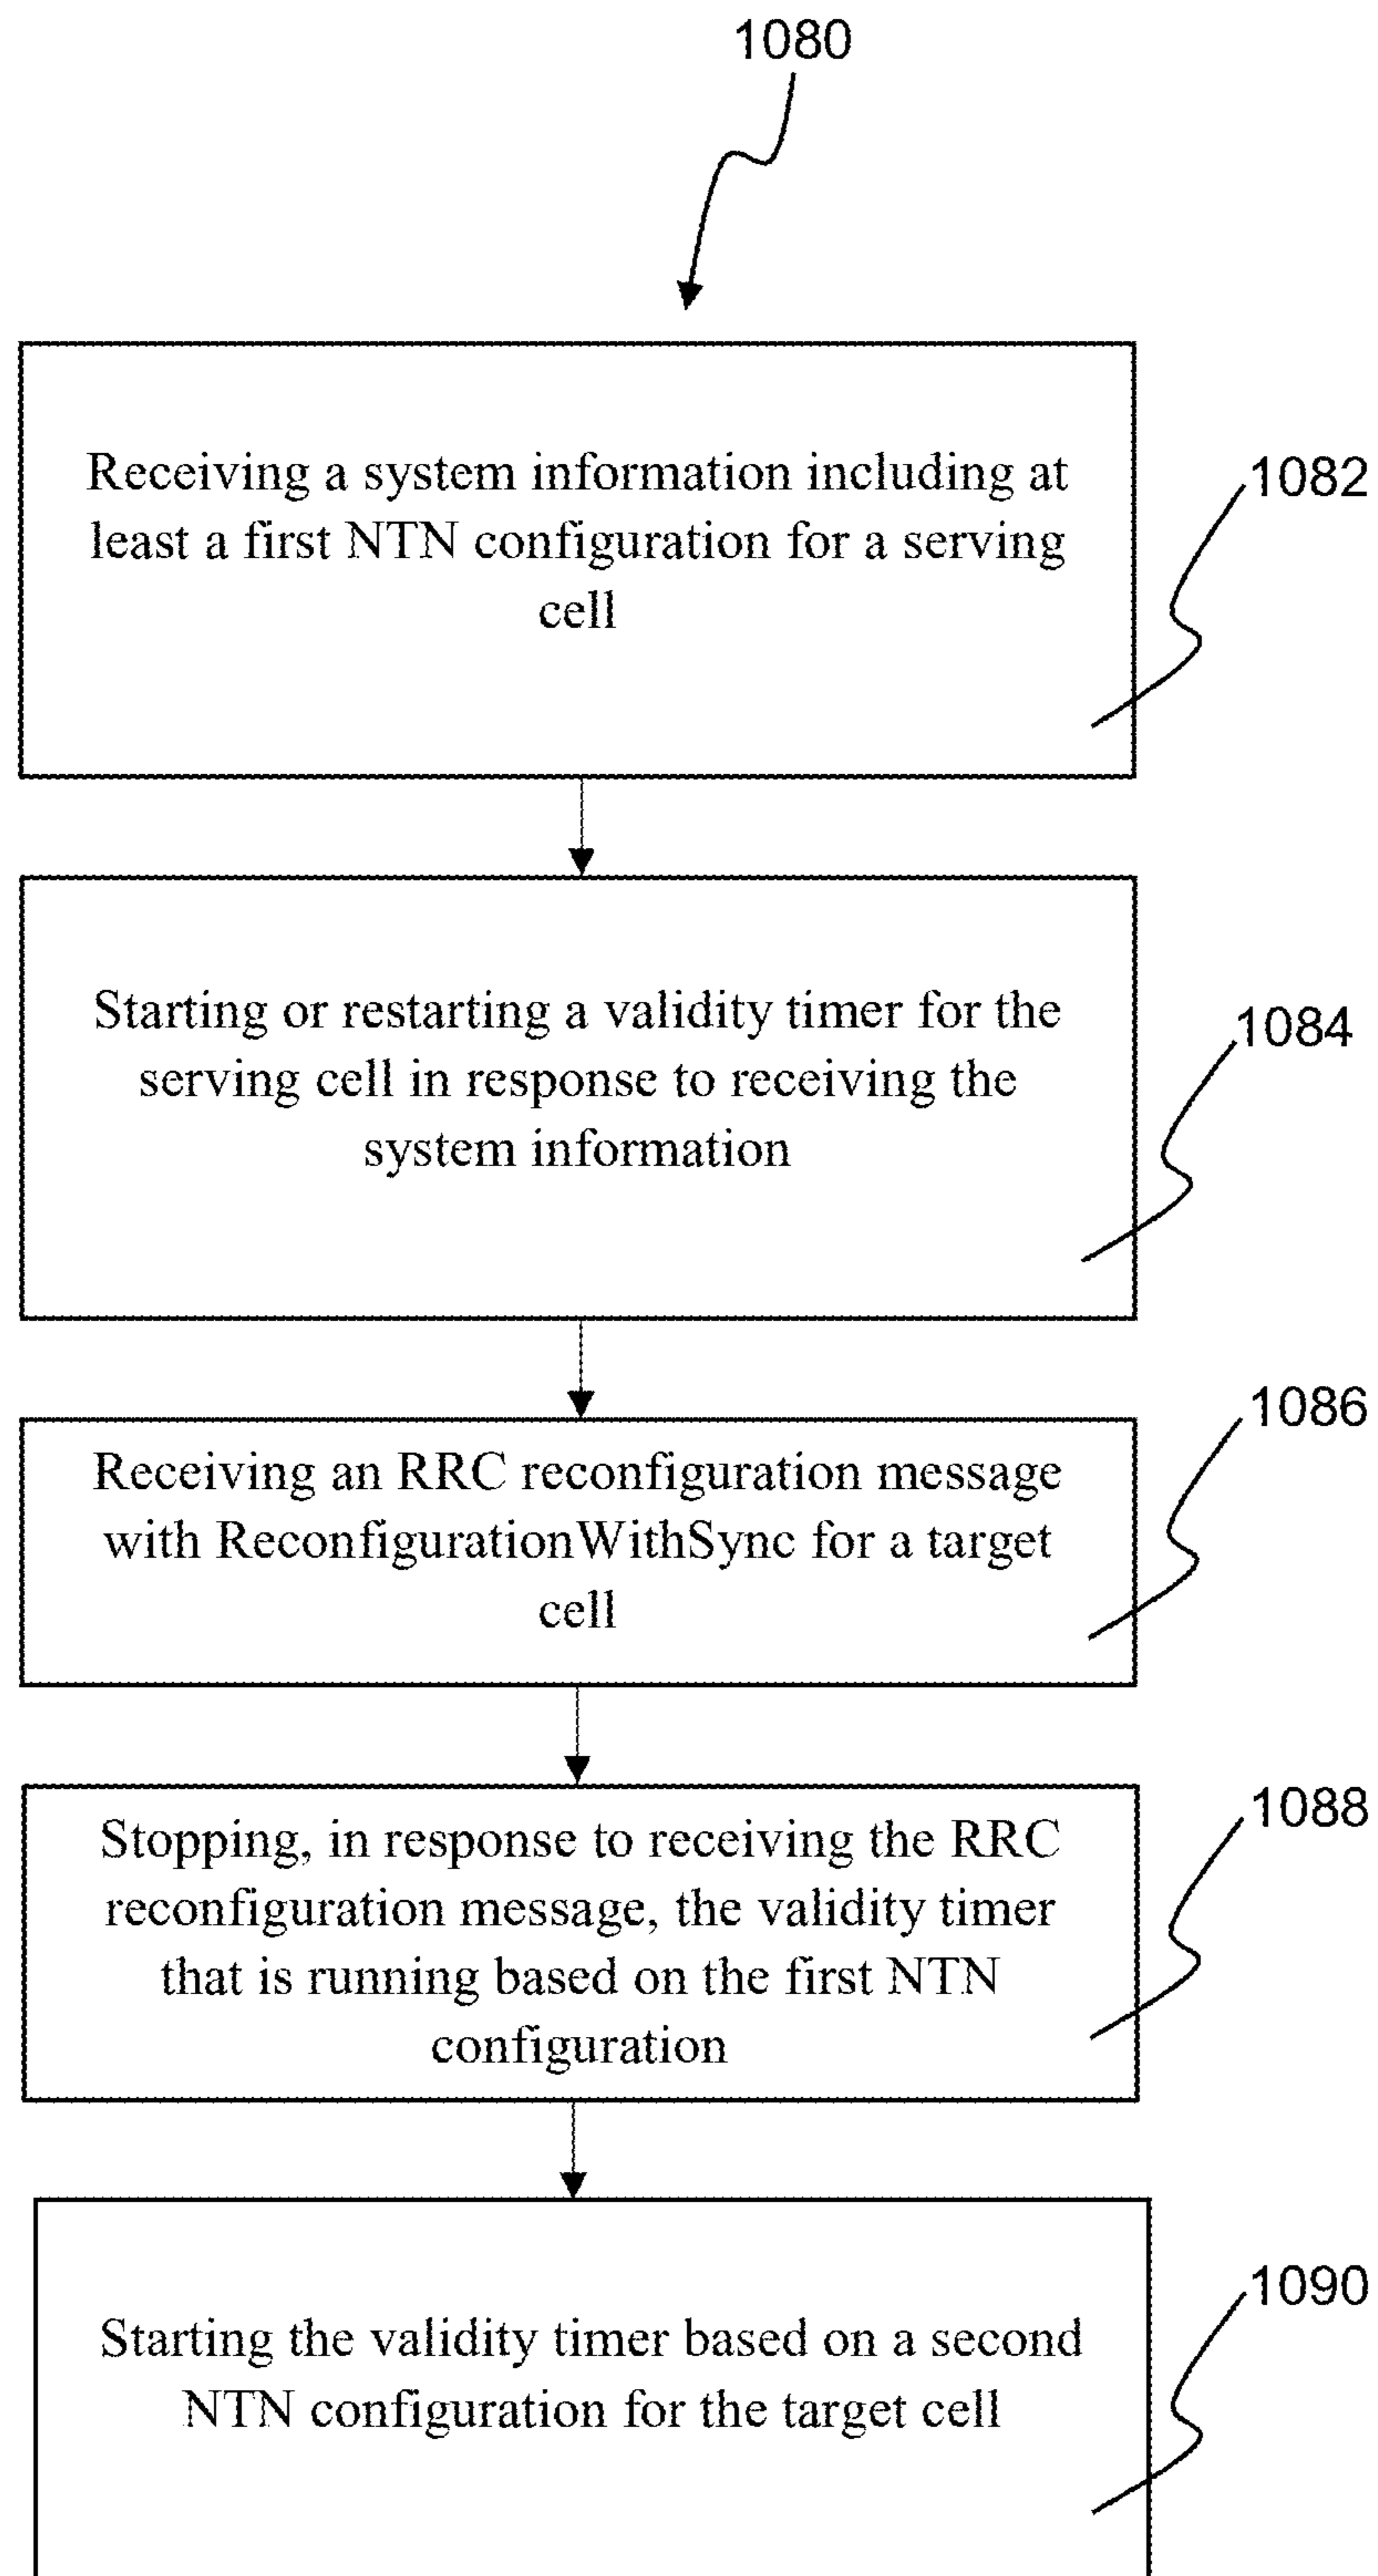 1080
Receiving a system information including at
least a first NTN configuration for a serving
cell
1082
Starting or restarting a validity timer for the
serving cell in response to receiving the
system information
1084
Receiving an RRC reconfiguration message
with ReconfigurationWithSync for a target
cell
1086
Stopping, in response to receiving the RRC
reconfiguration message, the validity timer
that is running based on the first NTN
configuration
1088
Starting the validity timer based on a second
NTN configuration for the target cell
1090